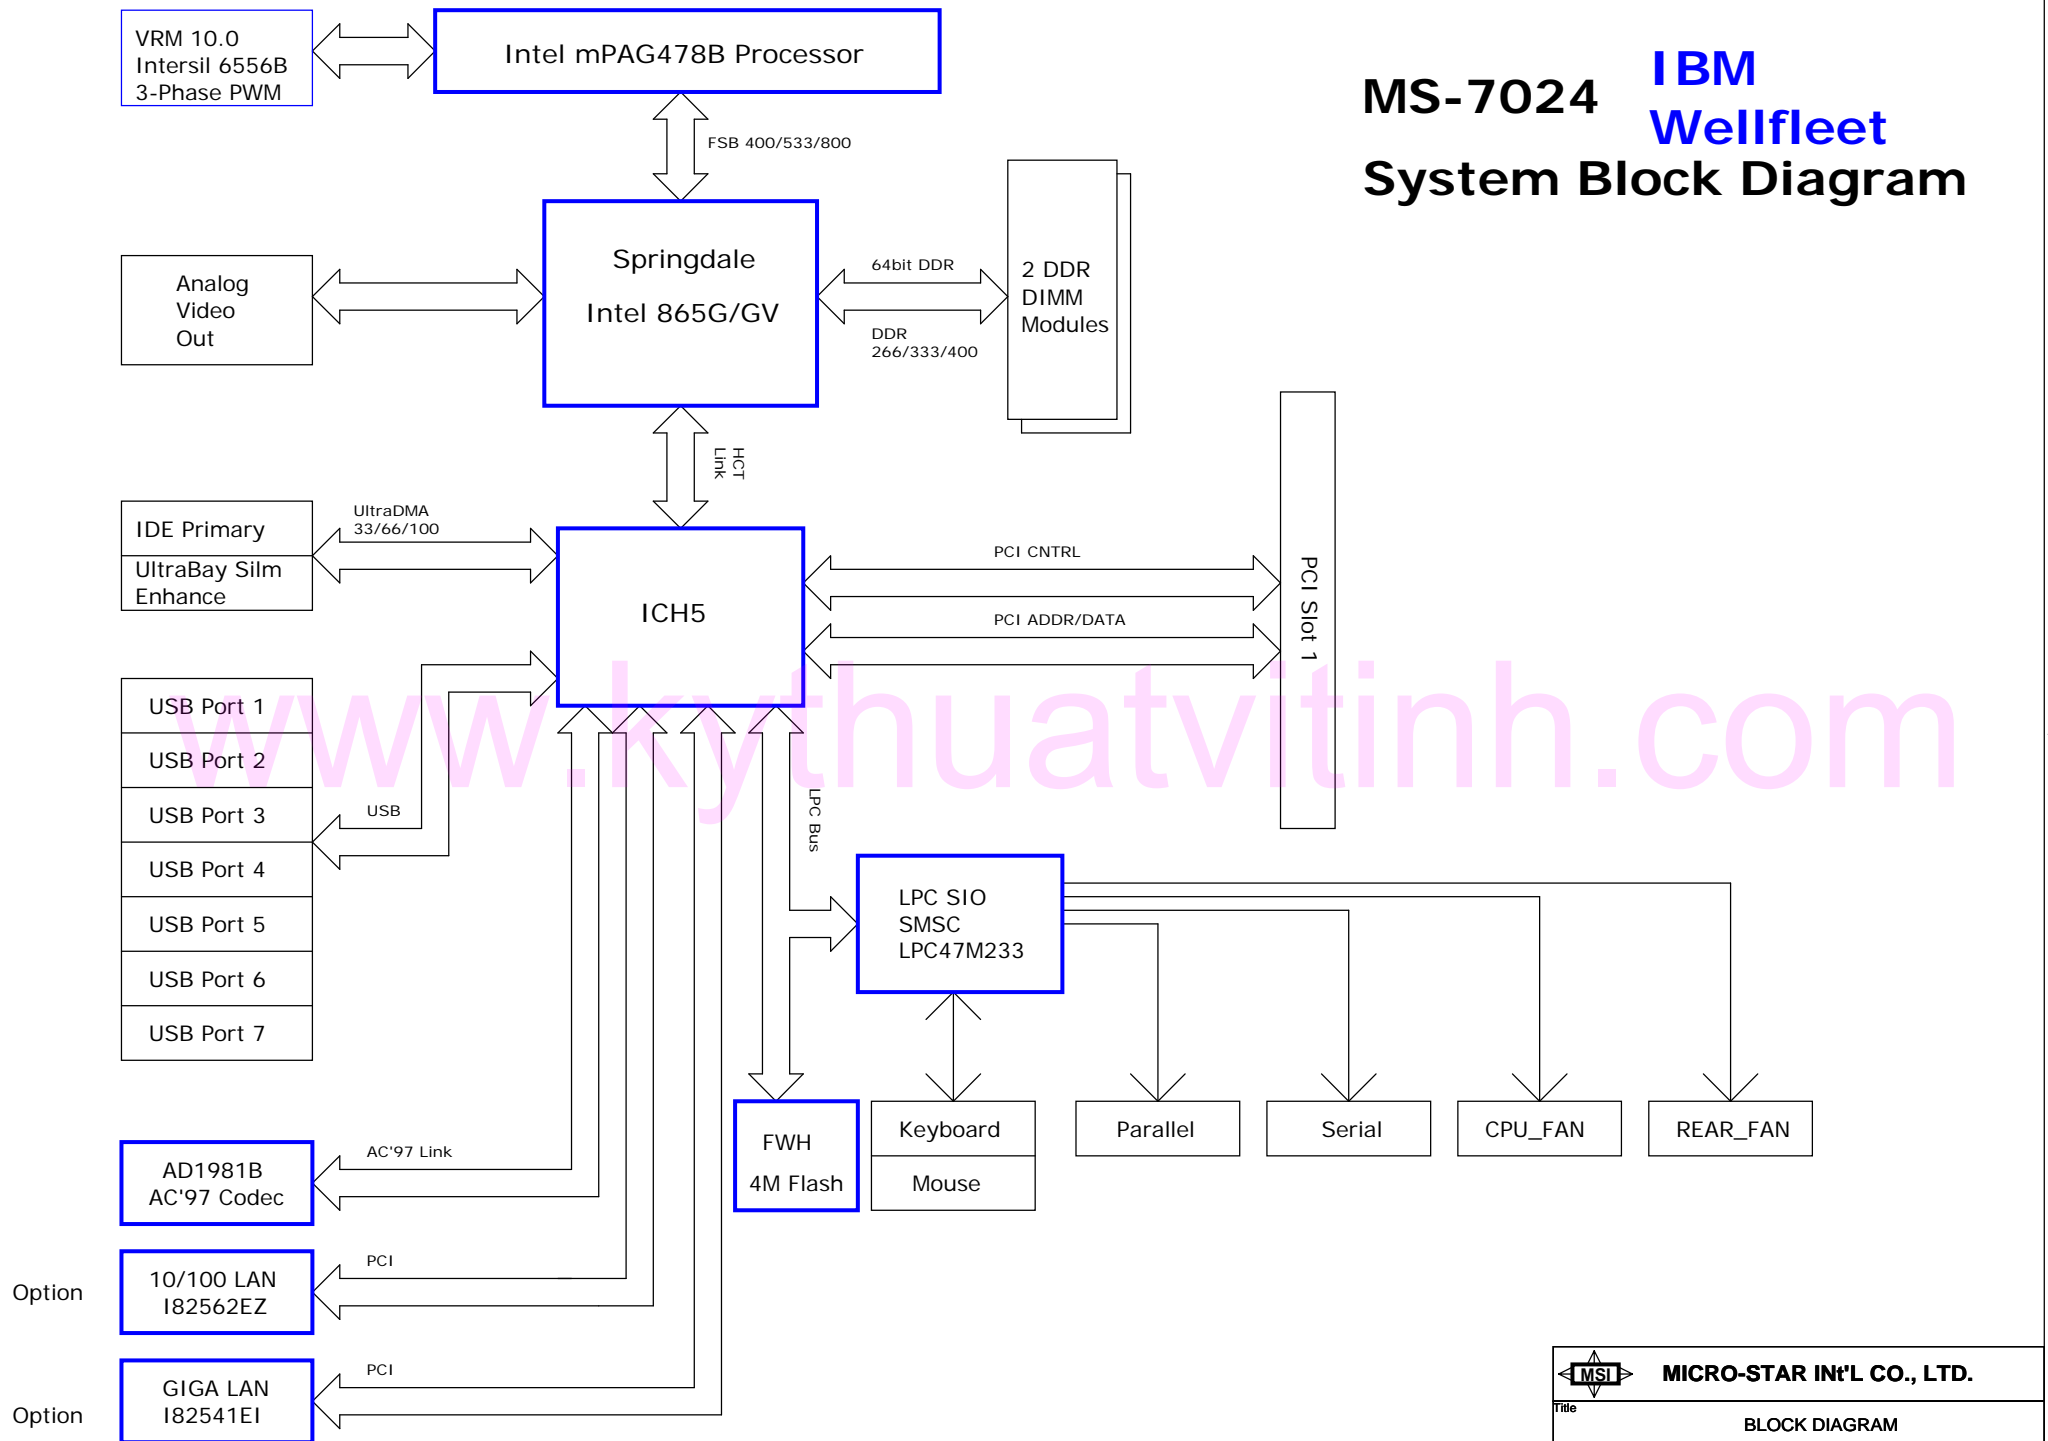 VRM 10.0
Intersil 6556B
3-Phase PWM
Intel mPAG478B Processor
MS-7024
IBM
Wellfleet
System Block Diagram
FSB 400/533/800
Springdale
Intel 865G/GV
Analog
Video
Out
64bit DDR
DDR
266/333/400
2 DDR
DIMM
Modules
HCT
Link
IDE Primary
UltraBay Silm
Enhance
UltraDMA
33/66/100
ICH5
PCI CNTRL
PCI ADDR/DATA
PCI Slot 1
www.kythuatvitinh.com
USB Port 1
USB Port 2
USB Port 3
USB Port 4
USB Port 5
USB Port 6
USB Port 7
USB
LPC Bus
LPC SIO
SMSC
LPC47M233
FWH
4M Flash
Keyboard
Mouse
Parallel
Serial
CPU_FAN
REAR_FAN
AD1981B
AC'97 Codec
AC'97 Link
Option
10/100 LAN
I82562EZ
PCI
Option
GIGA LAN
I82541EI
PCI
MSI
MICRO-STAR INt'L CO., LTD.
Title
BLOCK DIAGRAM